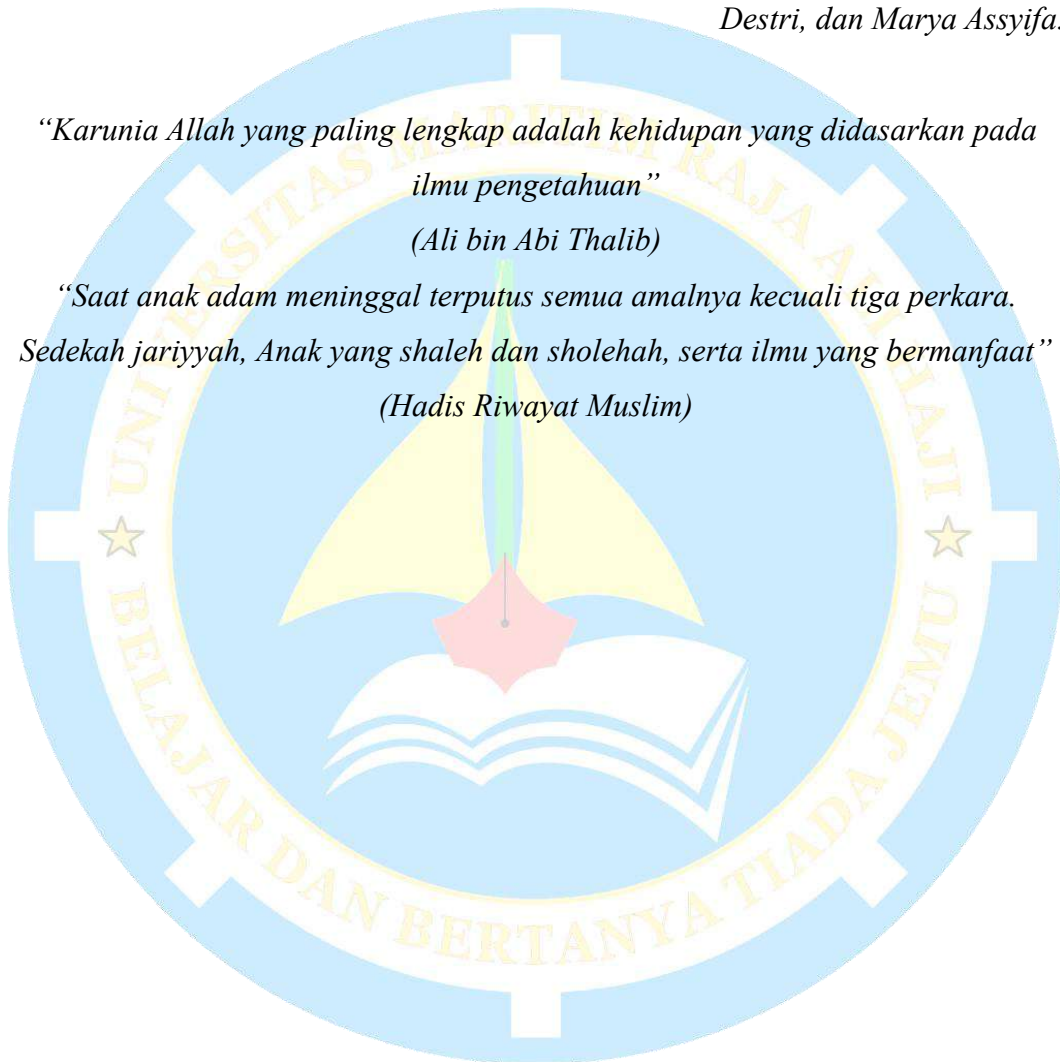 Destri, dan Marya Assyifa.
“Karunia Allah yang paling lengkap adalah kehidupan yang didasarkan pada
ilmu pengetahuan”
(Ali bin Abi Thalib)
“Saat anak adam meninggal terputus semua amalnya kecuali tiga perkara.
Sedekah jariyyah, Anak yang shaleh dan sholehah, serta ilmu yang bermanfaat”
(Hadis Riwayat Muslim)
UNIVERSITAS MARITIM RAJA ALI HAJI
BELAJAR DAN BERTANYA TIADA JEMU